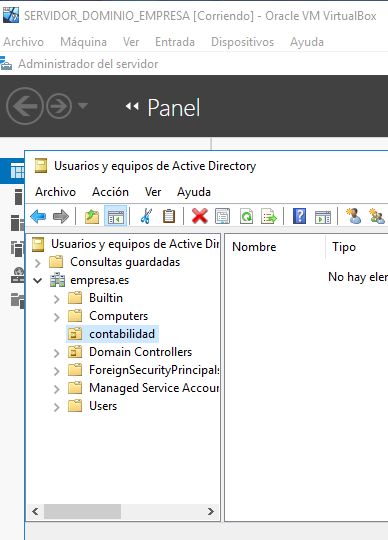 SERVIDOR_DOMINIO_EMPRESA [Corriendo] - Oracle VM VirtualBox
Archivo Máquina Ver Entrada Dispositivos Ayuda
Administrador del servidor
Panel
Usuarios y equipos de Active Directory
Archivo Acción Ver Ayuda
Usuarios y equipos de Active Dire
Nombre Tipo
Consultas guardadas
No hay eler
empresa.es
Builtin
Computers
contabilidad
Domain Controllers
ForeignSecurityPrincipals
Managed Service Accour
Users